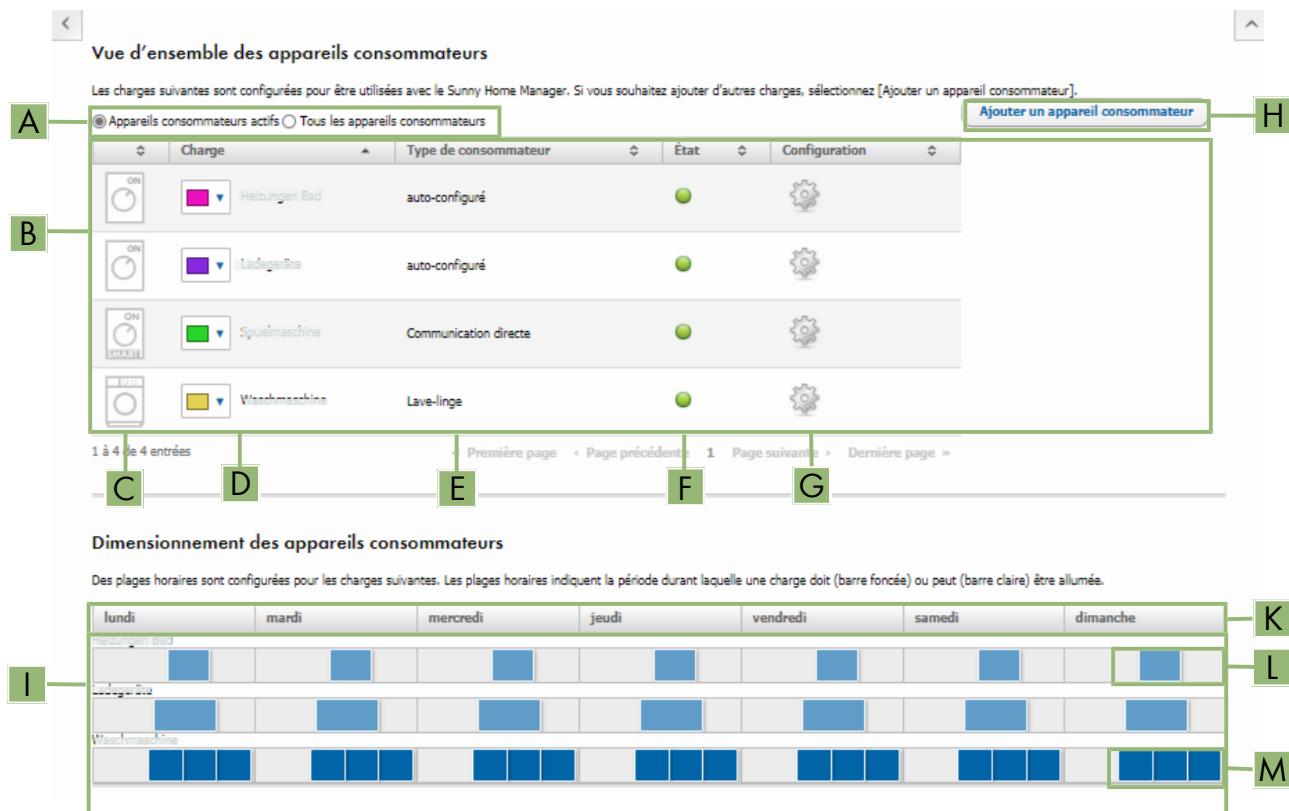 Vue d'ensemble des appareils consommateurs
Les charges suivantes sont configurées pour être utilisées avec le Sunny Home Manager. Si vous souhaitez ajouter d'autres charges, sélectionnez [Ajouter un appareil consommateur].
A
Appareils consommateurs actifs Tous les appareils consommateurs
Ajouter un appareil consommateur
H
Charge Type de consommateur État Configuration
ON
Heizungen Bad auto-configuré
B
ON
Ladegeräte auto-configuré
ON
SMART
Spuelmaschine Communication directe
Waschmaschine Lave-linge
1 à 4 de 4 entrées « Première page ‹ Page précédente 1 Page suivante › Dernière page »
C D E F G
Dimensionnement des appareils consommateurs
Des plages horaires sont configurées pour les charges suivantes. Les plages horaires indiquent la période durant laquelle une charge doit (barre foncée) ou peut (barre claire) être allumée.
lundi mardi mercredi jeudi vendredi samedi dimanche
K
Heizungen Bad
L
I
Ladegeräte
Waschmaschine
M